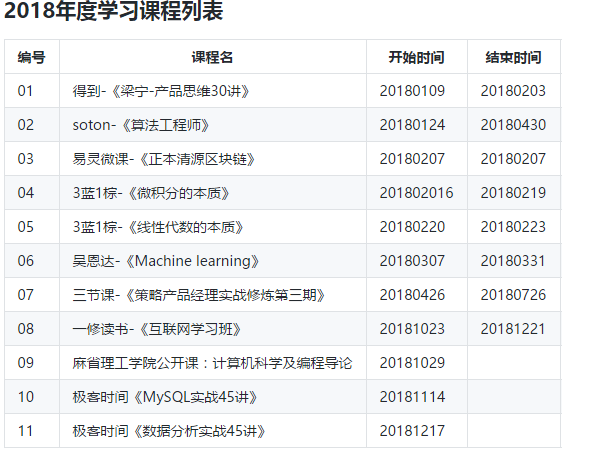 2018年度学习课程列表
编号 课程名 开始时间 结束时间
01 得到-《梁宁-产品思维30讲》 20180109 20180203
02 soton-《算法工程师》 20180124 20180430
03 易灵微课-《正本清源区块链》 20180207 20180207
04 3蓝1棕-《微积分的本质》 201802016 20180219
05 3蓝1棕-《线性代数的本质》 20180220 20180223
06 吴恩达-《Machine learning》 20180307 20180331
07 三节课-《策略产品经理实战修炼第三期》 20180426 20180726
08 一修读书-《互联网学习班》 20181023 20181221
09 麻省理工学院公开课：计算机科学及编程导论 20181029
10 极客时间《MySQL实战45讲》 20181114
11 极客时间《数据分析实战45讲》 20181217